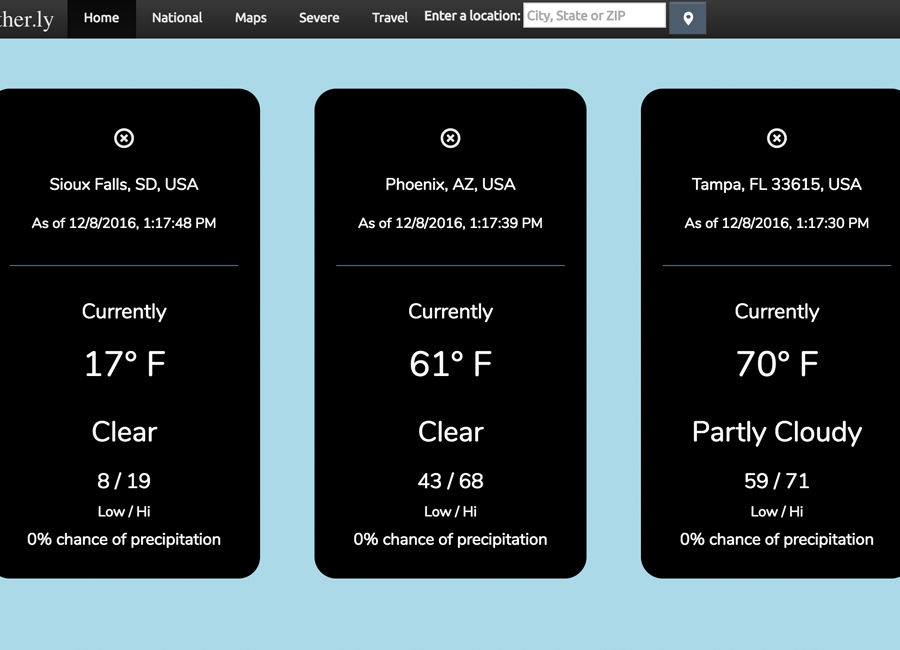 ther.ly Home National Maps Severe Travel Enter a location: City, State or ZIP
Sioux Falls, SD, USA
As of 12/8/2016, 1:17:48 PM
Currently
17° F
Clear
8 / 19
Low / Hi
0% chance of precipitation
Phoenix, AZ, USA
As of 12/8/2016, 1:17:39 PM
Currently
61° F
Clear
43 / 68
Low / Hi
0% chance of precipitation
Tampa, FL 33615, USA
As of 12/8/2016, 1:17:30 PM
Currently
70° F
Partly Cloudy
59 / 71
Low / Hi
0% chance of precipitation